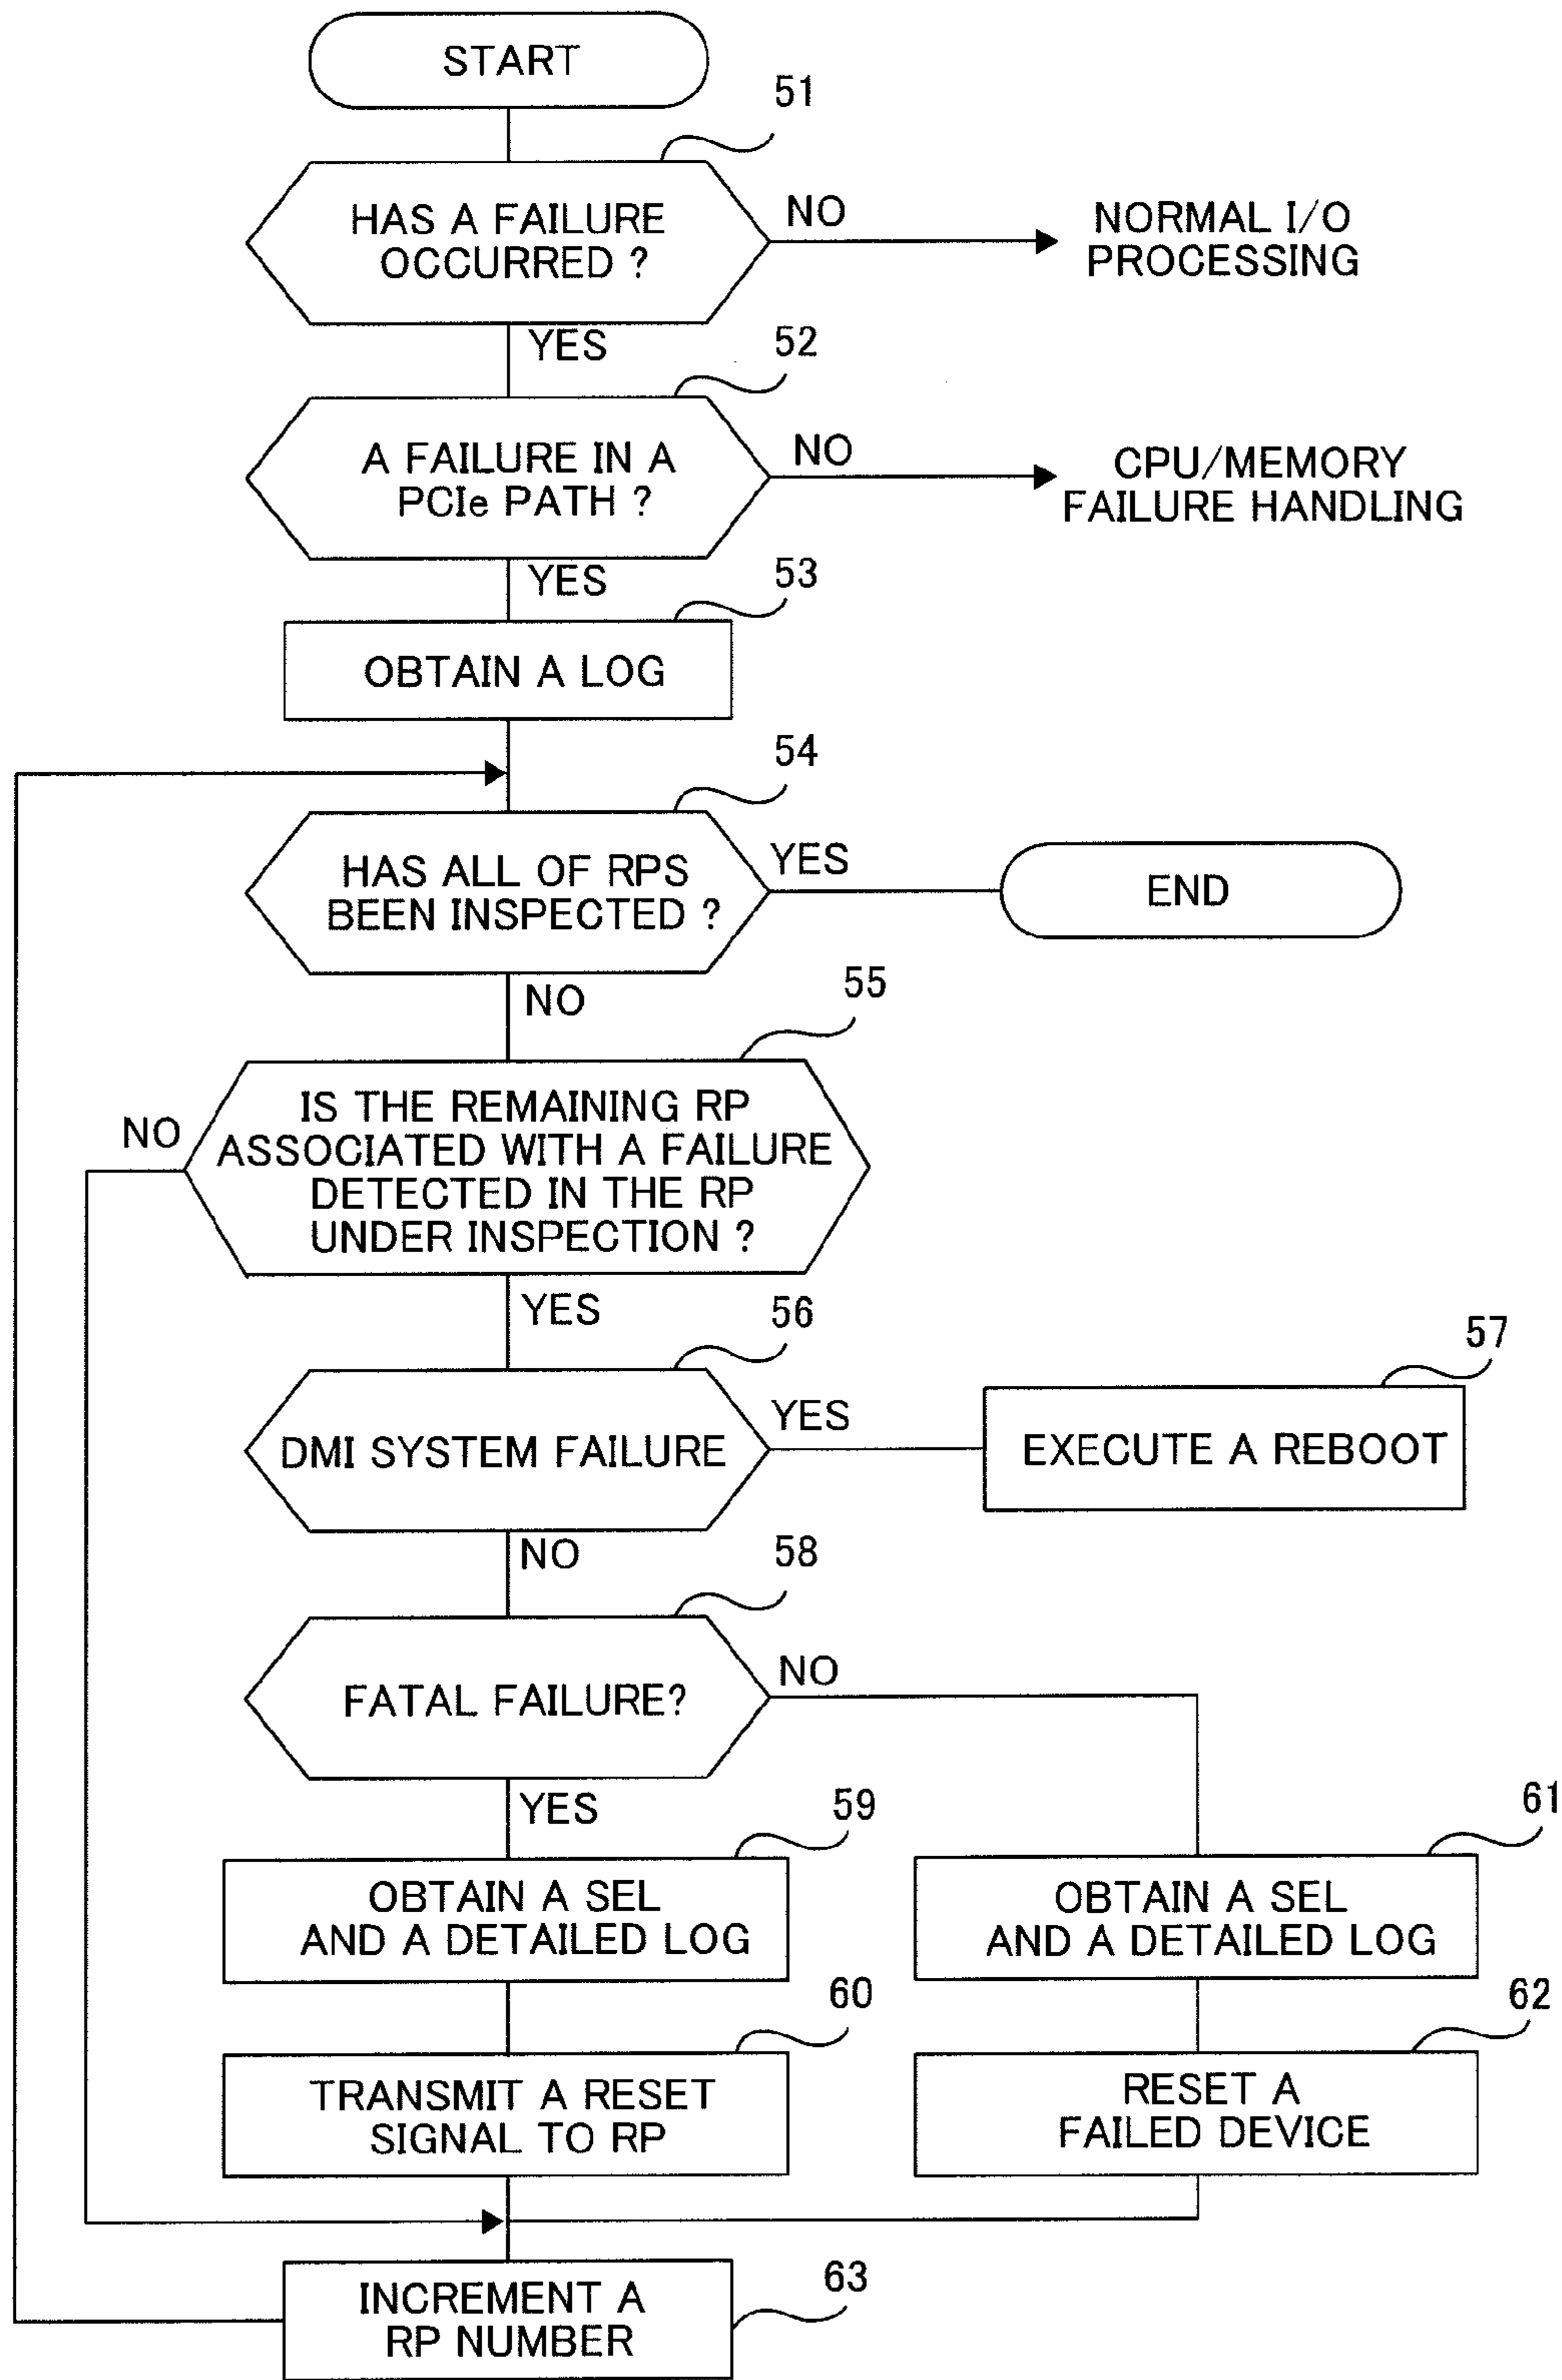 START
51
HAS A FAILURE
OCCURRED ?
NO
NORMAL I/O
PROCESSING
YES
52
A FAILURE IN A
PCIe PATH ?
NO
CPU/MEMORY
FAILURE HANDLING
YES
53
OBTAIN A LOG
54
HAS ALL OF RPS
BEEN INSPECTED ?
YES
END
NO
55
IS THE REMAINING RP
ASSOCIATED WITH A FAILURE
DETECTED IN THE RP
UNDER INSPECTION ?
NO
YES
56
DMI SYSTEM FAILURE
YES
57
EXECUTE A REBOOT
NO
58
FATAL FAILURE?
NO
YES
59
OBTAIN A SEL
AND A DETAILED LOG
61
OBTAIN A SEL
AND A DETAILED LOG
60
TRANSMIT A RESET
SIGNAL TO RP
62
RESET A
FAILED DEVICE
INCREMENT A
RP NUMBER
63